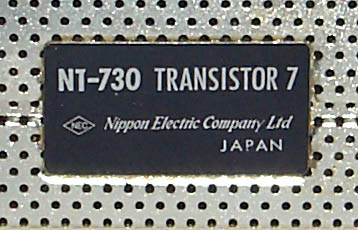 NT-730 TRANSISTOR 7
NEC Nippon Electric Company Ltd
JAPAN